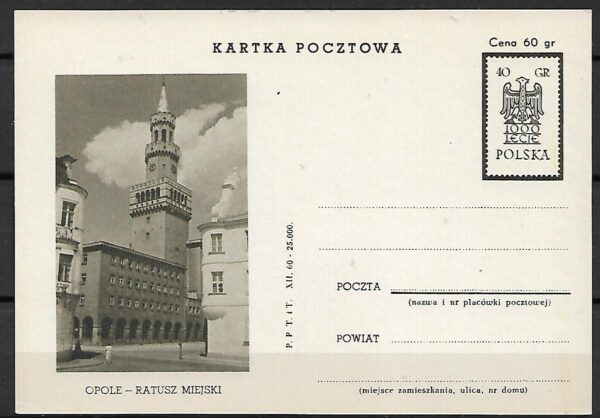 KARTKA POCZTOWA
Cena 60 gr
40 GR
1000
LECIE
POLSKA
P. P. T. i T. XII. 60 - 25.000.
POCZTA
(nazwa i nr placówki pocztowej)
POWIAT
(miejsce zamieszkania, ulica, nr domu)
OPOLE – RATUSZ MIEJSKI